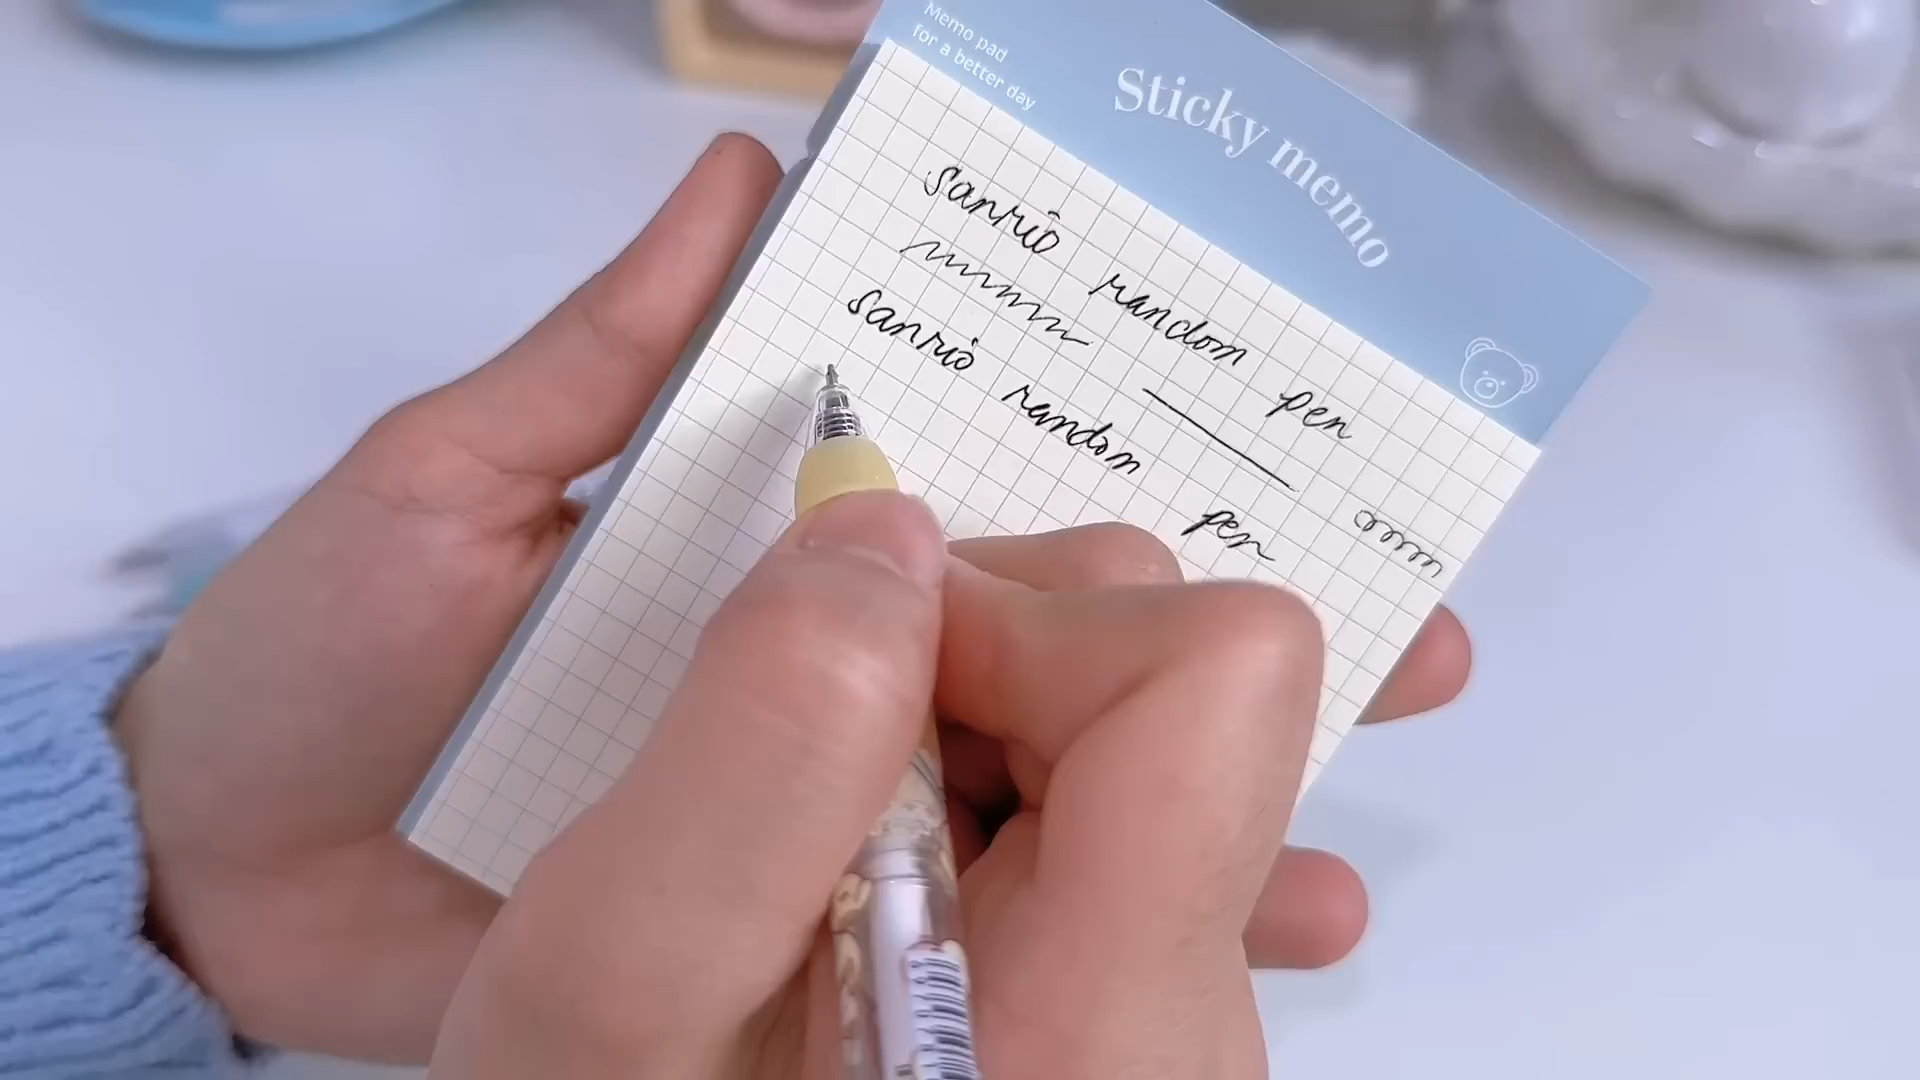 Memo pad
for a better day
Sticky memo
sanrio random pen
sanrio random pen